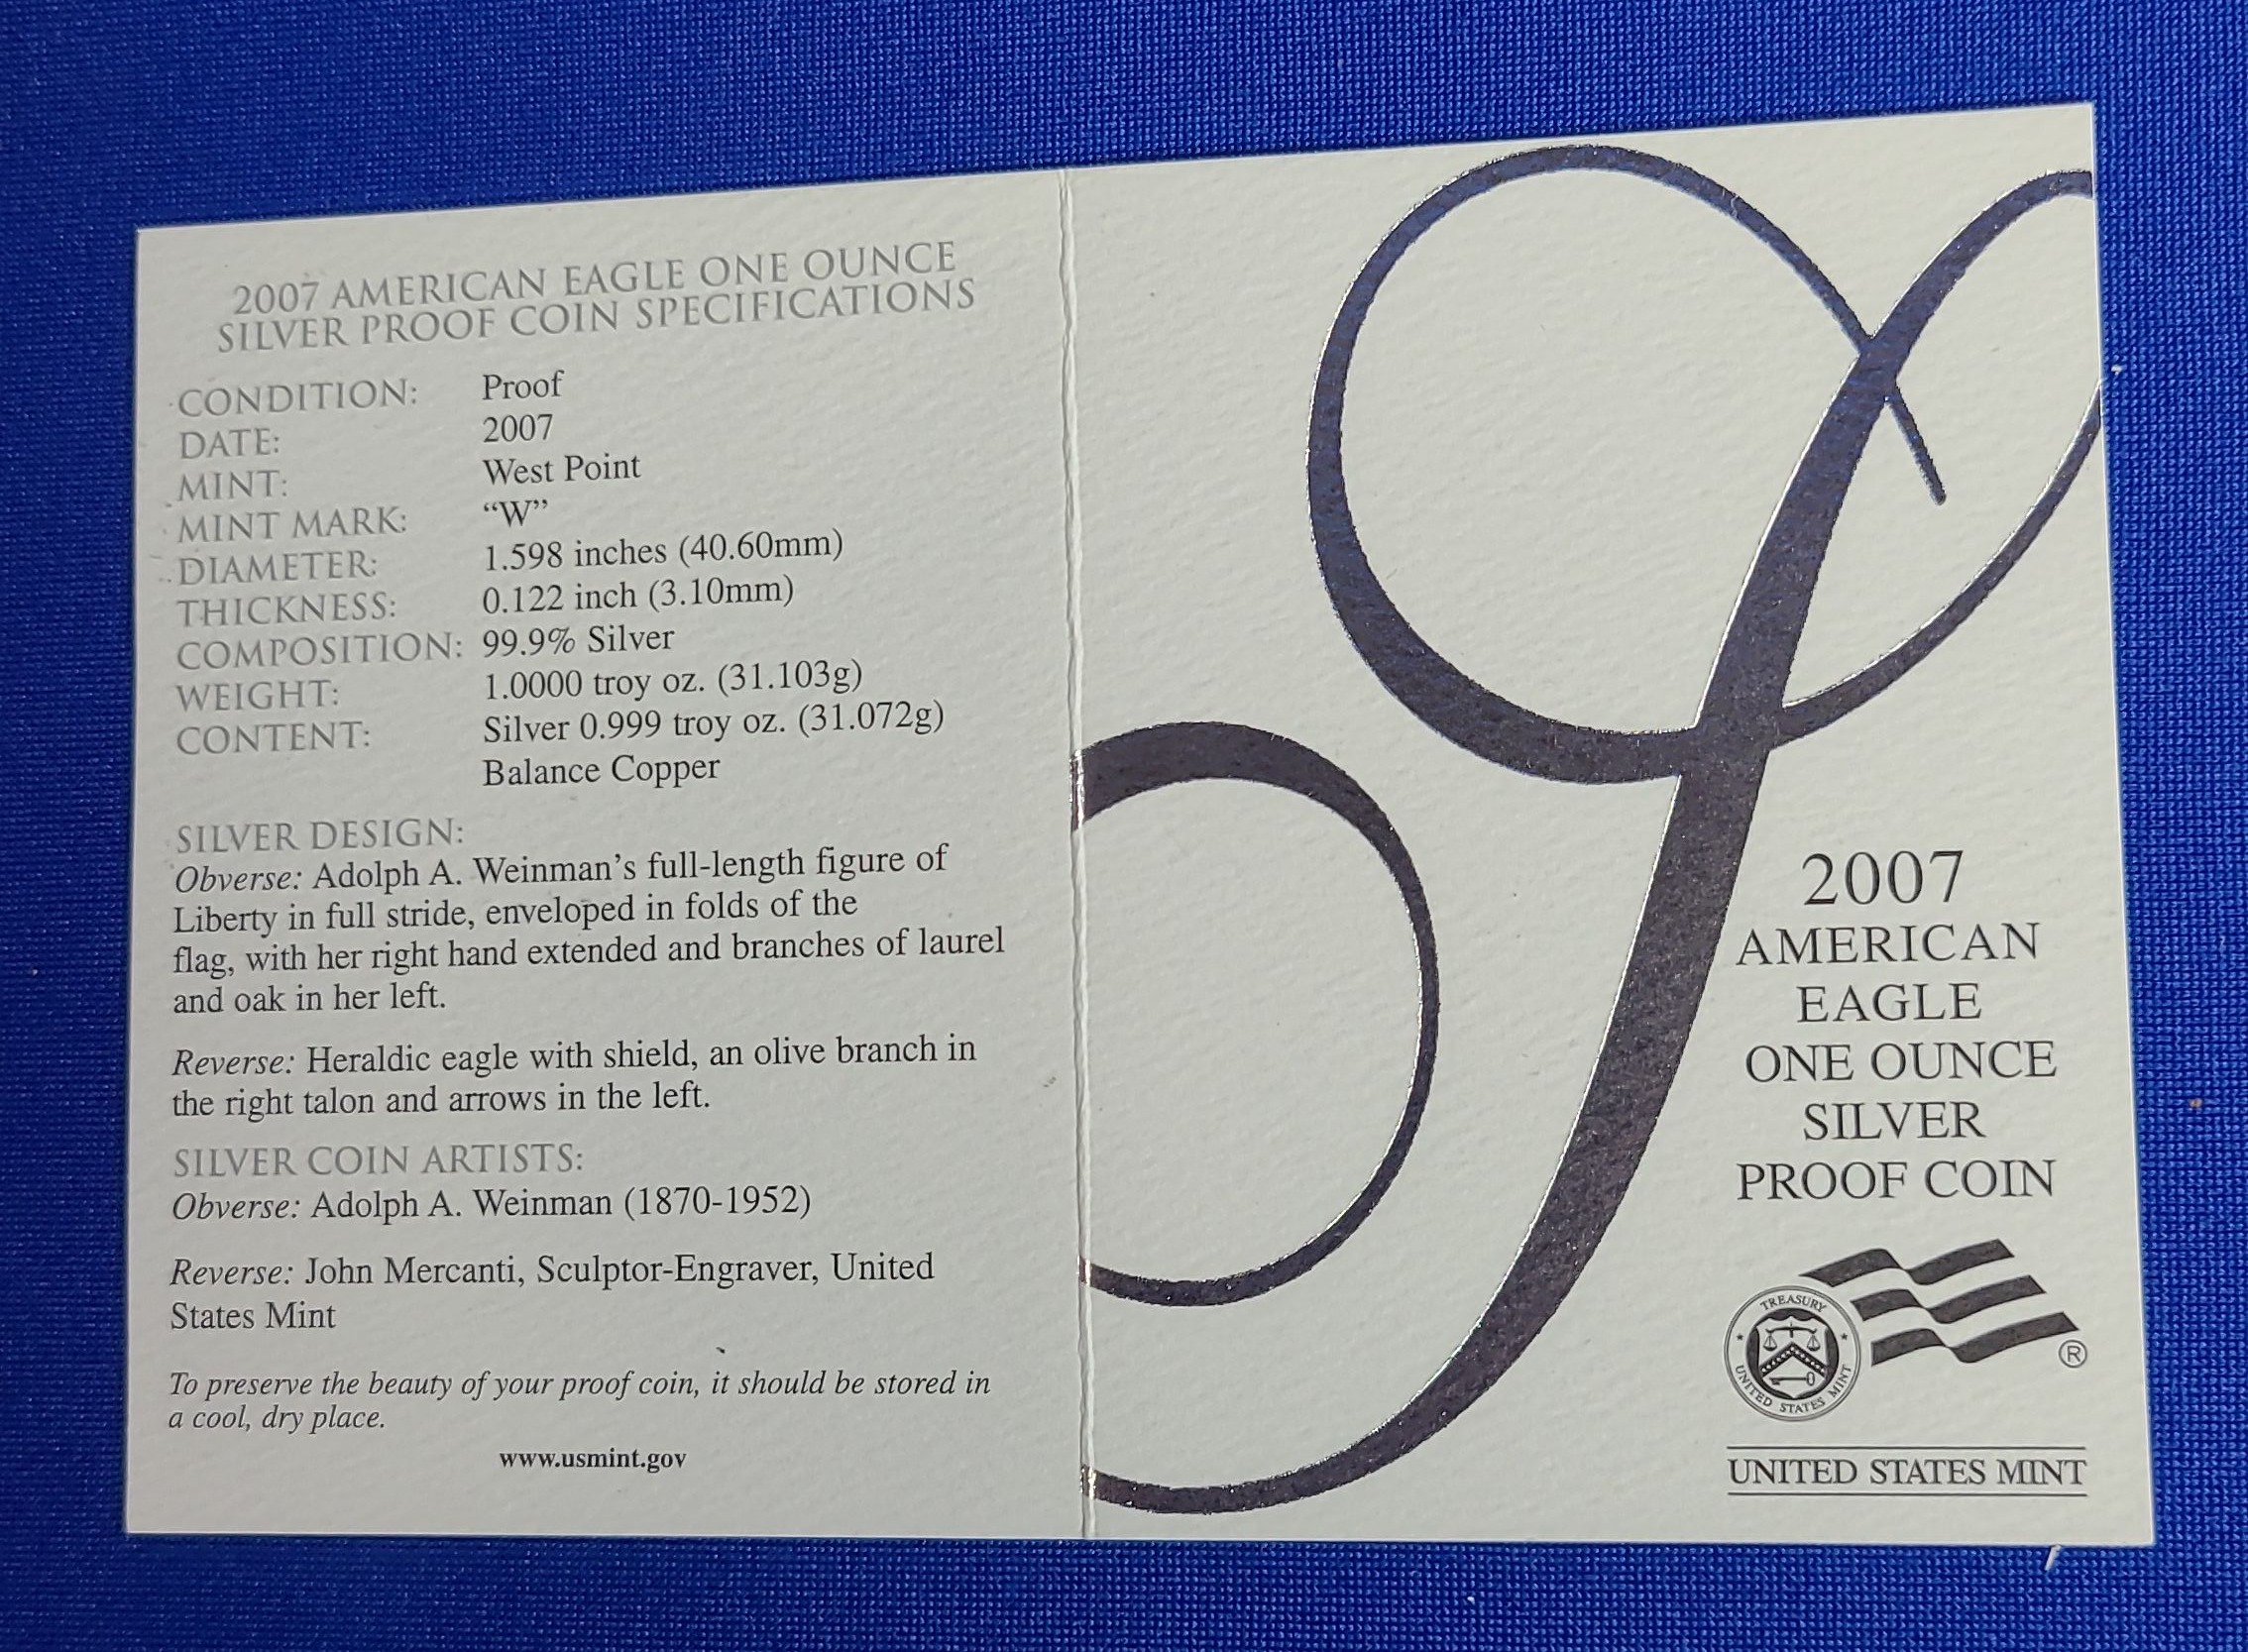 2007 AMERICAN EAGLE ONE OUNCE
SILVER PROOF COIN SPECIFICATIONS
CONDITION: Proof
DATE: 2007
MINT: West Point
MINT MARK: “W”
DIAMETER: 1.598 inches (40.60mm)
THICKNESS: 0.122 inch (3.10mm)
COMPOSITION: 99.9% Silver
WEIGHT: 1.0000 troy oz. (31.103g)
CONTENT: Silver 0.999 troy oz. (31.072g)
Balance Copper
SILVER DESIGN:
Obverse: Adolph A. Weinman’s full-length figure of
Liberty in full stride, enveloped in folds of the
flag, with her right hand extended and branches of laurel
and oak in her left.
Reverse: Heraldic eagle with shield, an olive branch in
the right talon and arrows in the left.
SILVER COIN ARTISTS:
Obverse: Adolph A. Weinman (1870-1952)
Reverse: John Mercanti, Sculptor-Engraver, United
States Mint
To preserve the beauty of your proof coin, it should be stored in
a cool, dry place.
www.usmint.gov
2007
AMERICAN
EAGLE
ONE OUNCE
SILVER
PROOF COIN
TREASURY
UNITED STATES MINT
®
UNITED STATES MINT